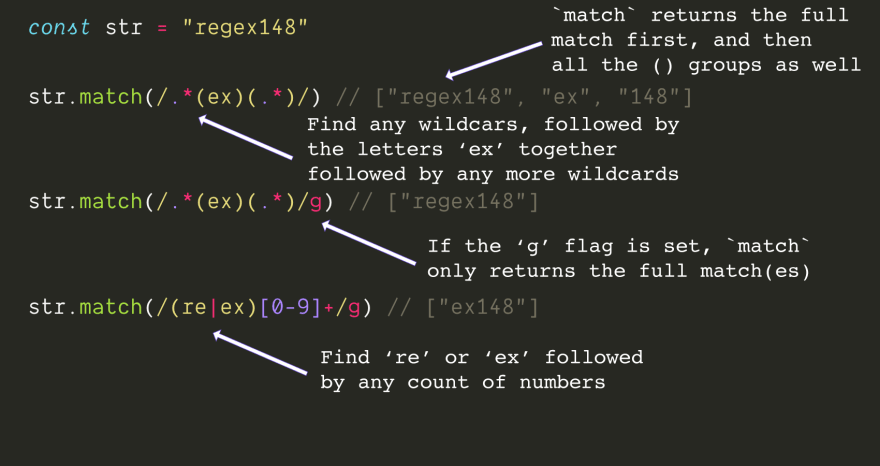 const str = "regex148"
`match` returns the full
match first, and then
all the () groups as well
str.match(/.*(ex)(.*)/) // ["regex148", "ex", "148"]
Find any wildcars, followed by
the letters ‘ex’ together
followed by any more wildcards
str.match(/.*(ex)(.*)/g) // ["regex148"]
If the ‘g’ flag is set, `match`
only returns the full match(es)
str.match(/(re|ex)[0-9]+/g) // ["ex148"]
Find ‘re’ or ‘ex’ followed
by any count of numbers